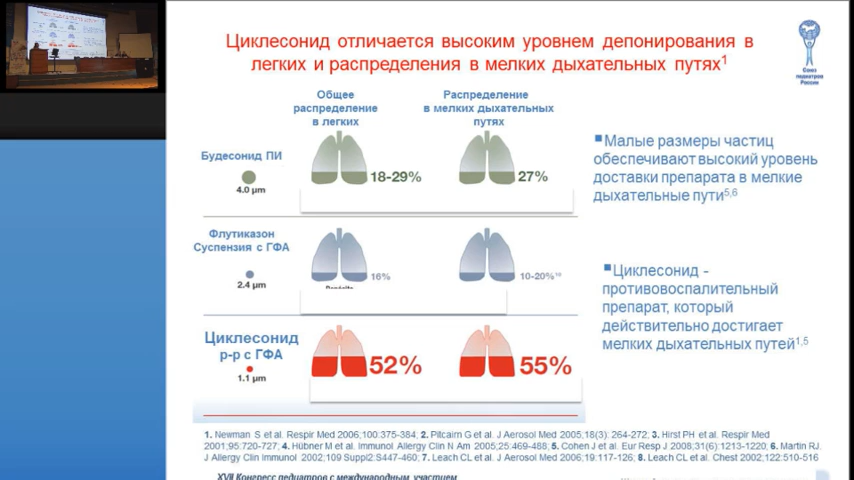 Циклесонид отличается высоким уровнем депонирования в
легких и распределения в мелких дыхательных путях1
Союз
педиатров
России
Общее
распределение
в легких
Распределение
в мелких дыхательных
путях
Будесонид ПИ
4.0 µm
18-29%
27%
Флутиказон
Суспензия с ГФА
2.4 µm
16%
10-20%10
Циклесонид
р-р с ГФА
1.1 µm
52%
55%
▪Малые размеры частиц
обеспечивают высокий уровень
доставки препарата в мелкие
дыхательные пути5,6
▪Циклесонид -
противовоспалительный
препарат, который
действительно достигает
мелких дыхательных путей1,5
1. Newman S et al. Respir Med 2006;100:375-384, 2. Pitcairn G et al. J Aerosol Med 2005;18(3): 264-272; 3. Hirst PH et al. Respir Med
2001;95:720-727; 4. Hübner M et al. Immunol Allergy Clin N Am 2005;25:469-488; 5. Cohen J et al. Eur Resp J 2008;31(6):1213-1220; 6. Martin RJ.
J Allergy Clin Immunol 2002;109 Suppl2:S447-460; 7. Leach CL et al. J Aerosol Med 2006;19:117-126; 8. Leach CL et al. Chest 2002;122:510-516
XVII Конгресс педиатров с международным участием